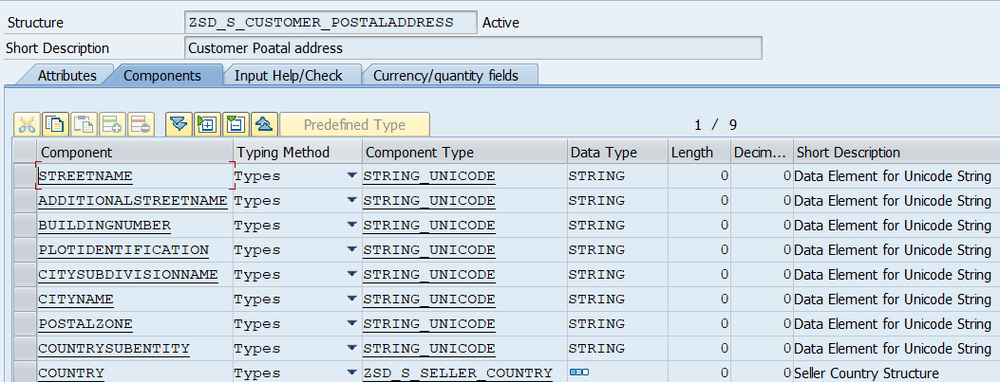 Structure ZSD_S_CUSTOMER_POSTALADDRESS Active
Short Description Customer Poatal address
Attributes Components Input Help/Check Currency/quantity fields
Predefined Type 1 / 9
Component Typing Method Component Type Data Type Length Decim... Short Description
STREETNAME Types STRING_UNICODE STRING 0 0 Data Element for Unicode String
ADDITIONALSTREETNAME Types STRING_UNICODE STRING 0 0 Data Element for Unicode String
BUILDINGNUMBER Types STRING_UNICODE STRING 0 0 Data Element for Unicode String
PLOTIDENTIFICATION Types STRING_UNICODE STRING 0 0 Data Element for Unicode String
CITYSUBDIVISIONNAME Types STRING_UNICODE STRING 0 0 Data Element for Unicode String
CITYNAME Types STRING_UNICODE STRING 0 0 Data Element for Unicode String
POSTALZONE Types STRING_UNICODE STRING 0 0 Data Element for Unicode String
COUNTRYSUBENTITY Types STRING_UNICODE STRING 0 0 Data Element for Unicode String
COUNTRY Types ZSD_S_SELLER_COUNTRY 0 0 Seller Country Structure